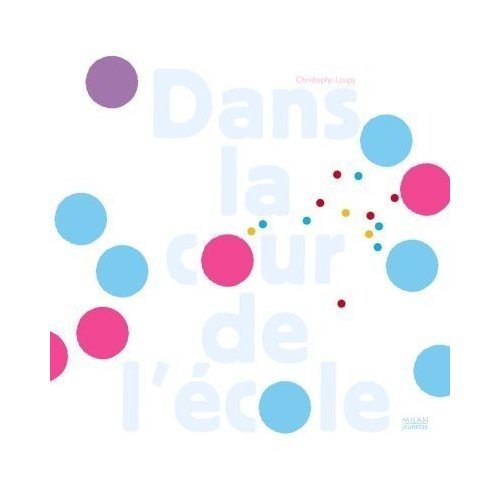 Christophe Loupy
Dans
la
cour
de
l'école
MILAN
jeunesse